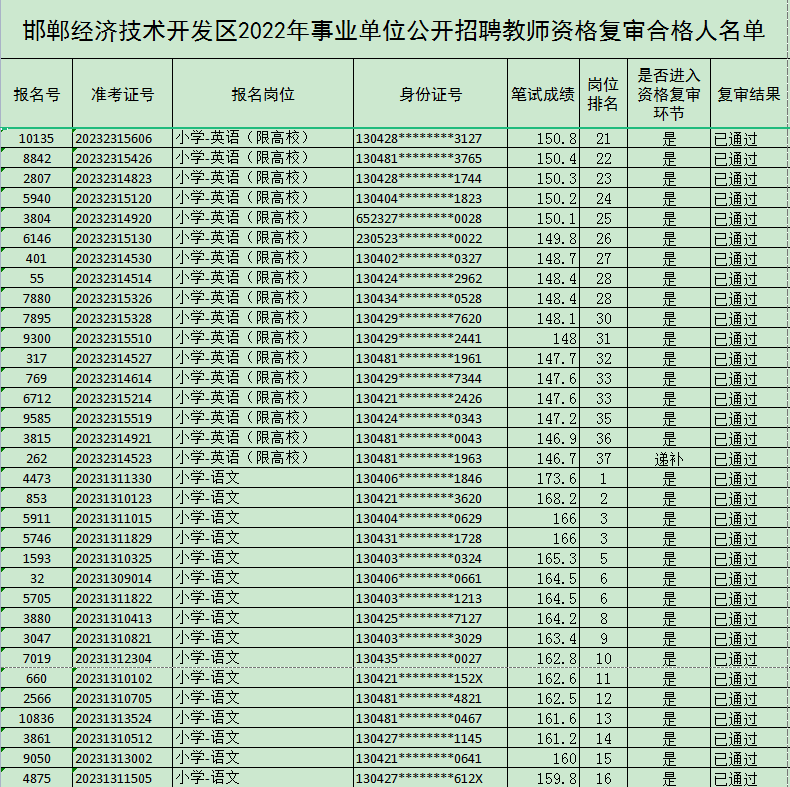 邯郸经济技术开发区2022年事业单位公开招聘教师资格复审合格人名单
报名号 准考证号 报名岗位 身份证号 笔试成绩 岗位排名 是否进入资格复审环节 复审结果
10135 20232315606 小学-英语（限高校） 130428********3127 150.8 21 是 已通过
8842 20232315426 小学-英语（限高校） 130481********3765 150.4 22 是 已通过
2807 20232314823 小学-英语（限高校） 130428********1744 150.3 23 是 已通过
5940 20232315120 小学-英语（限高校） 130404********1823 150.2 24 是 已通过
3804 20232314920 小学-英语（限高校） 652327********0028 150.1 25 是 已通过
6146 20232315130 小学-英语（限高校） 230523********0022 149.8 26 是 已通过
401 20232314530 小学-英语（限高校） 130402********0327 148.7 27 是 已通过
55 20232314514 小学-英语（限高校） 130424********2962 148.4 28 是 已通过
7880 20232315326 小学-英语（限高校） 130434********0528 148.4 28 是 已通过
7895 20232315328 小学-英语（限高校） 130429********7620 148.1 30 是 已通过
9300 20232315510 小学-英语（限高校） 130429********2441 148 31 是 已通过
317 20232314527 小学-英语（限高校） 130481********1961 147.7 32 是 已通过
769 20232314614 小学-英语（限高校） 130429********7344 147.6 33 是 已通过
6712 20232315214 小学-英语（限高校） 130421********2426 147.6 33 是 已通过
9585 20232315519 小学-英语（限高校） 130424********0343 147.2 35 是 已通过
3815 20232314921 小学-英语（限高校） 130481********0043 146.9 36 是 已通过
262 20232314523 小学-英语（限高校） 130481********1963 146.7 37 递补 已通过
4473 20231311330 小学-语文 130406********1846 173.6 1 是 已通过
853 20231310123 小学-语文 130421********3620 168.2 2 是 已通过
5911 20231311015 小学-语文 130404********0629 166 3 是 已通过
5746 20231311829 小学-语文 130431********1728 166 3 是 已通过
1593 20231310325 小学-语文 130403********0324 165.3 5 是 已通过
32 20231309014 小学-语文 130406********0661 164.5 6 是 已通过
5705 20231311822 小学-语文 130403********1213 164.5 6 是 已通过
3880 20231310413 小学-语文 130425********7127 164.2 8 是 已通过
3047 20231310821 小学-语文 130403********3029 163.4 9 是 已通过
7019 20231312304 小学-语文 130435********0027 162.8 10 是 已通过
660 20231310102 小学-语文 130421********152X 162.6 11 是 已通过
2566 20231310705 小学-语文 130481********4821 162.5 12 是 已通过
10836 20231313524 小学-语文 130481********0467 161.6 13 是 已通过
3861 20231310512 小学-语文 130427********1145 161.2 14 是 已通过
9050 20231313002 小学-语文 130421********0641 160 15 是 已通过
4875 20231311505 小学-语文 130427********612X 159.8 16 是 已通过